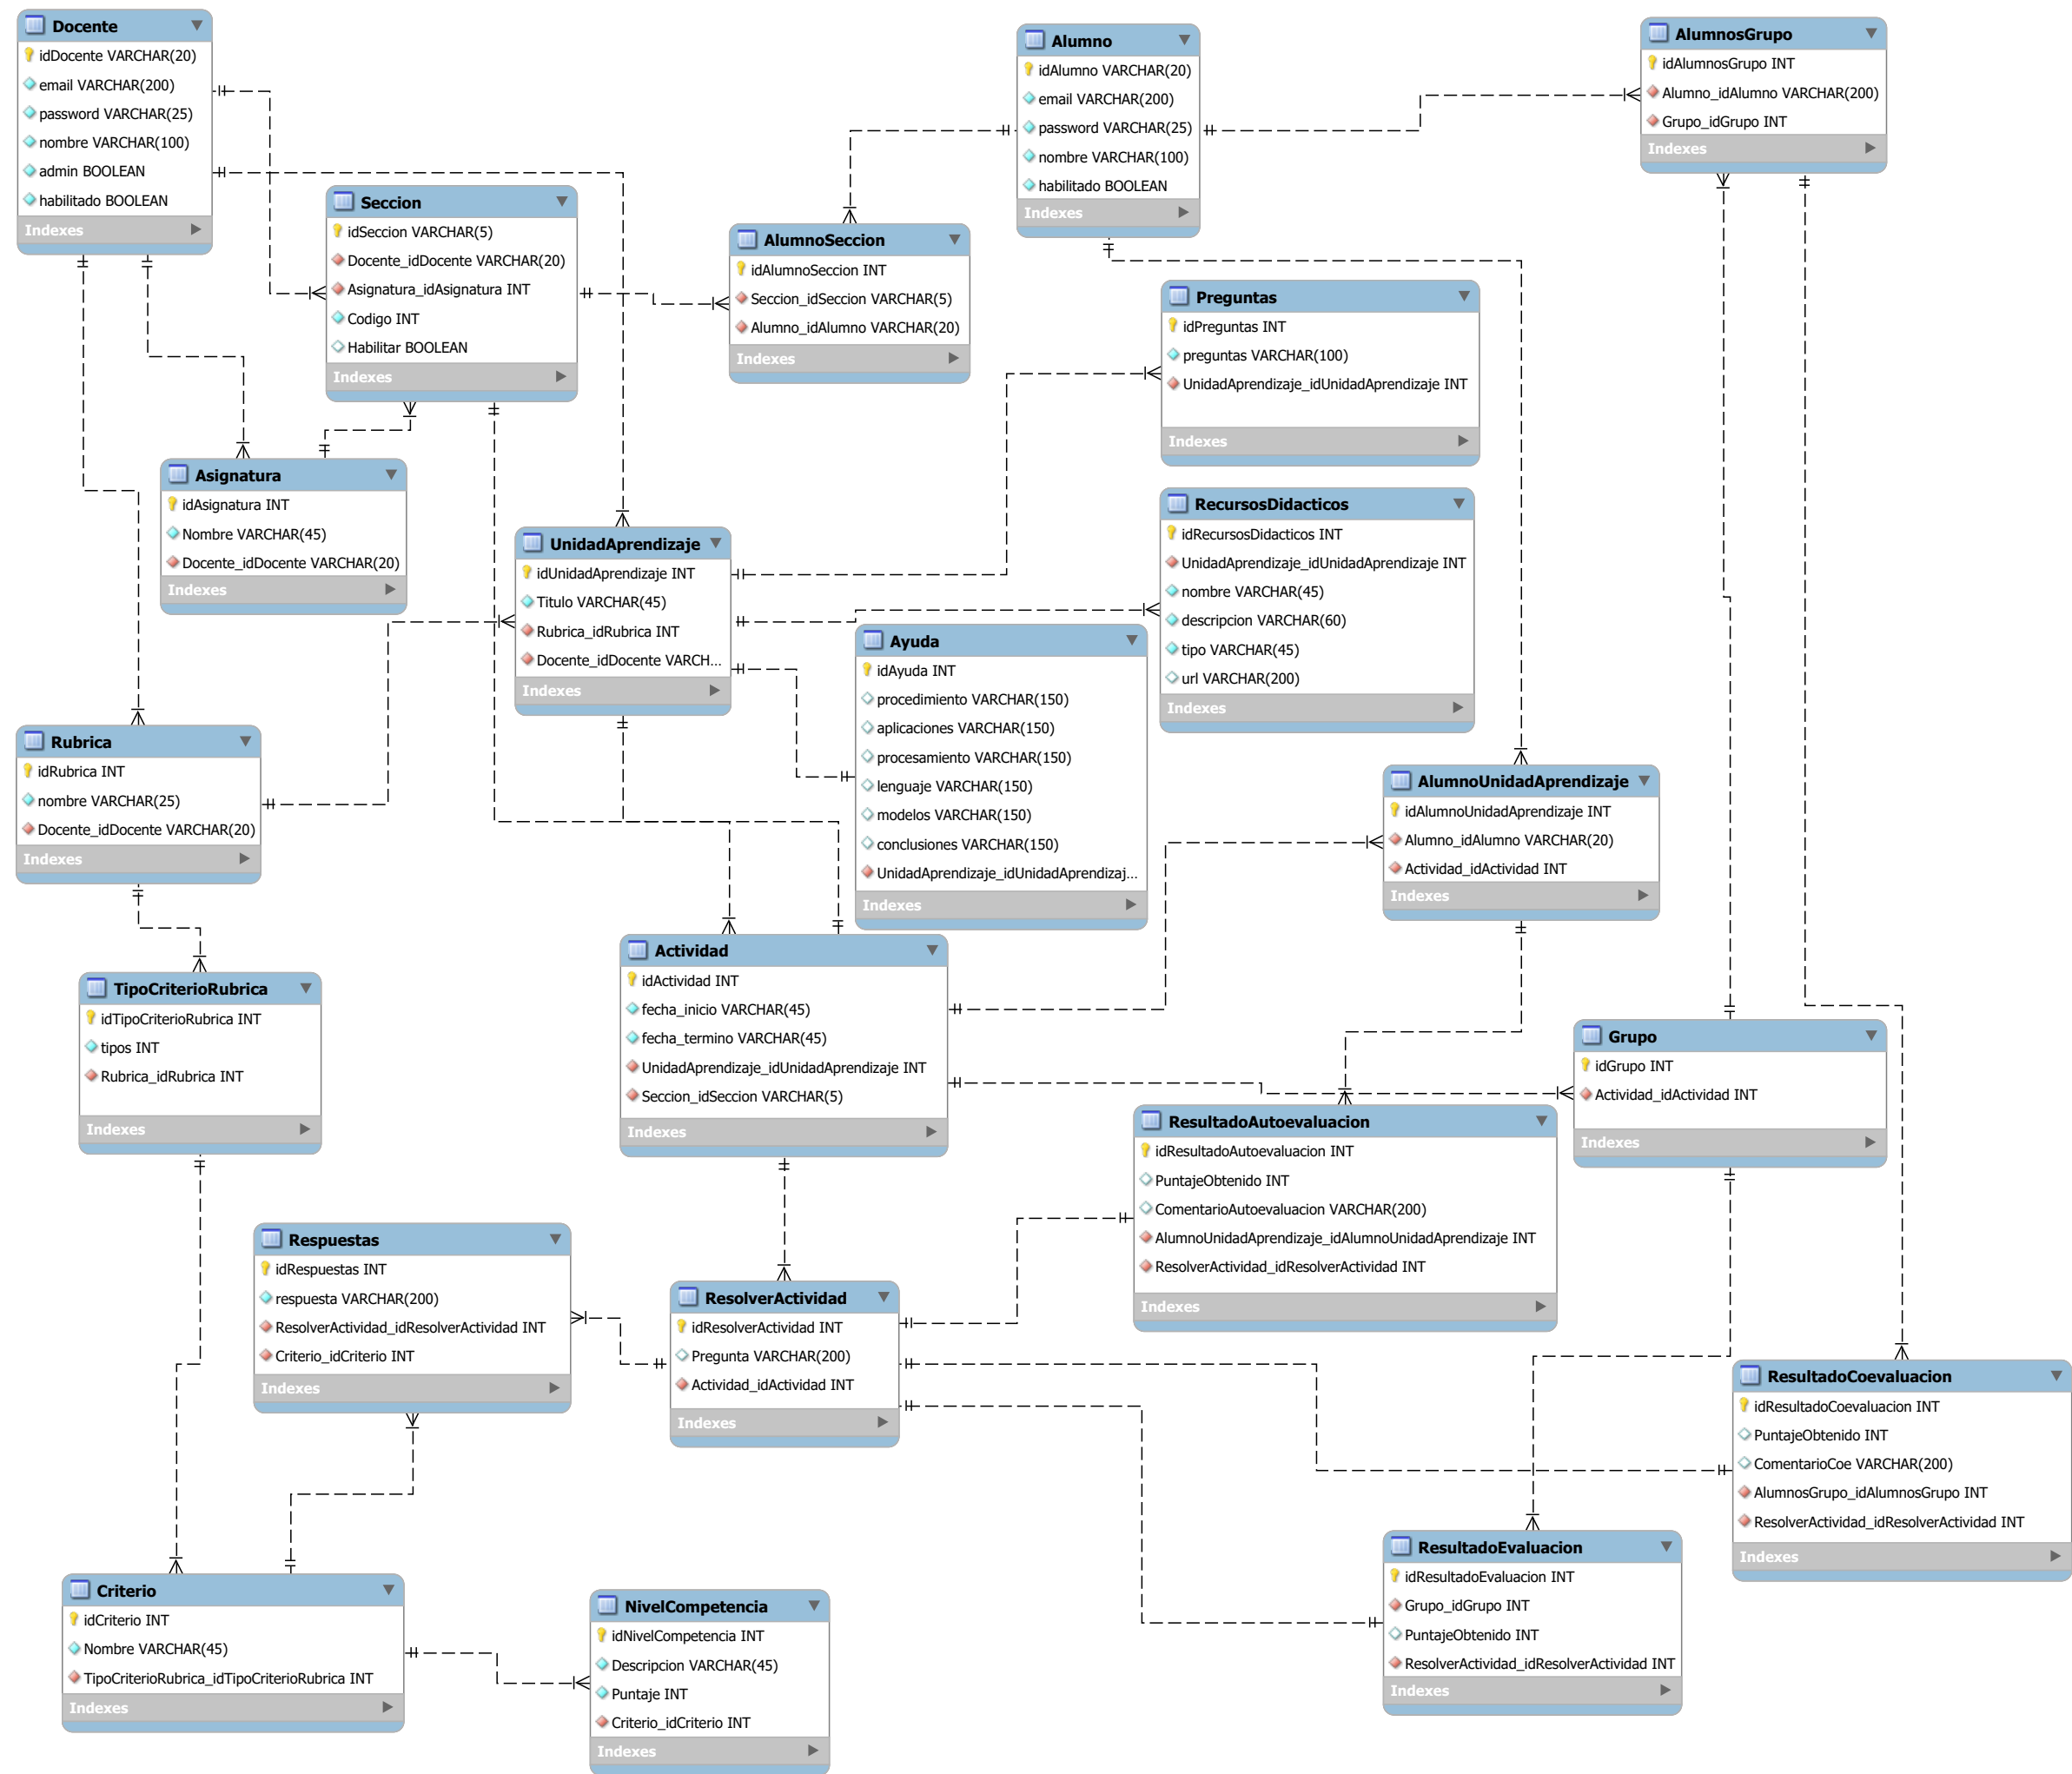 Docente
idDocente VARCHAR(20)
email VARCHAR(200)
password VARCHAR(25)
nombre VARCHAR(100)
admin BOOLEAN
habilitado BOOLEAN
Indexes
Alumno
idAlumno VARCHAR(20)
email VARCHAR(200)
password VARCHAR(25)
nombre VARCHAR(100)
habilitado BOOLEAN
Indexes
AlumnosGrupo
idAlumnosGrupo INT
Alumno_idAlumno VARCHAR(200)
Grupo_idGrupo INT
Indexes
Seccion
idSeccion VARCHAR(5)
Docente_idDocente VARCHAR(20)
Asignatura_idAsignatura INT
Codigo INT
Habilitar BOOLEAN
Indexes
AlumnoSeccion
idAlumnoSeccion INT
Seccion_idSeccion VARCHAR(5)
Alumno_idAlumno VARCHAR(20)
Indexes
Preguntas
idPreguntas INT
preguntas VARCHAR(100)
UnidadAprendizaje_idUnidadAprendizaje INT
Indexes
Asignatura
idAsignatura INT
Nombre VARCHAR(45)
Docente_idDocente VARCHAR(20)
Indexes
UnidadAprendizaje
idUnidadAprendizaje INT
Titulo VARCHAR(45)
Rubrica_idRubrica INT
Docente_idDocente VARCH...
Indexes
RecursosDidacticos
idRecursosDidacticos INT
UnidadAprendizaje_idUnidadAprendizaje INT
nombre VARCHAR(45)
descripcion VARCHAR(60)
tipo VARCHAR(45)
url VARCHAR(200)
Indexes
Ayuda
idAyuda INT
procedimiento VARCHAR(150)
aplicaciones VARCHAR(150)
procesamiento VARCHAR(150)
lenguaje VARCHAR(150)
modelos VARCHAR(150)
conclusiones VARCHAR(150)
UnidadAprendizaje_idUnidadAprendizaj...
Indexes
Rubrica
idRubrica INT
nombre VARCHAR(25)
Docente_idDocente VARCHAR(20)
Indexes
AlumnoUnidadAprendizaje
idAlumnoUnidadAprendizaje INT
Alumno_idAlumno VARCHAR(20)
Actividad_idActividad INT
Indexes
Actividad
idActividad INT
fecha_inicio VARCHAR(45)
fecha_termino VARCHAR(45)
UnidadAprendizaje_idUnidadAprendizaje INT
Seccion_idSeccion VARCHAR(5)
Indexes
TipoCriterioRubrica
idTipoCriterioRubrica INT
tipos INT
Rubrica_idRubrica INT
Indexes
Grupo
idGrupo INT
Actividad_idActividad INT
Indexes
ResultadoAutoevaluacion
idResultadoAutoevaluacion INT
PuntajeObtenido INT
ComentarioAutoevaluacion VARCHAR(200)
AlumnoUnidadAprendizaje_idAlumnoUnidadAprendizaje INT
ResolverActividad_idResolverActividad INT
Indexes
Respuestas
idRespuestas INT
respuesta VARCHAR(200)
ResolverActividad_idResolverActividad INT
Criterio_idCriterio INT
Indexes
ResolverActividad
idResolverActividad INT
Pregunta VARCHAR(200)
Actividad_idActividad INT
Indexes
ResultadoCoevaluacion
idResultadoCoevaluacion INT
PuntajeObtenido INT
ComentarioCoe VARCHAR(200)
AlumnosGrupo_idAlumnosGrupo INT
ResolverActividad_idResolverActividad INT
Indexes
ResultadoEvaluacion
idResultadoEvaluacion INT
Grupo_idGrupo INT
PuntajeObtenido INT
ResolverActividad_idResolverActividad INT
Indexes
Criterio
idCriterio INT
Nombre VARCHAR(45)
TipoCriterioRubrica_idTipoCriterioRubrica INT
Indexes
NivelCompetencia
idNivelCompetencia INT
Descripcion VARCHAR(45)
Puntaje INT
Criterio_idCriterio INT
Indexes